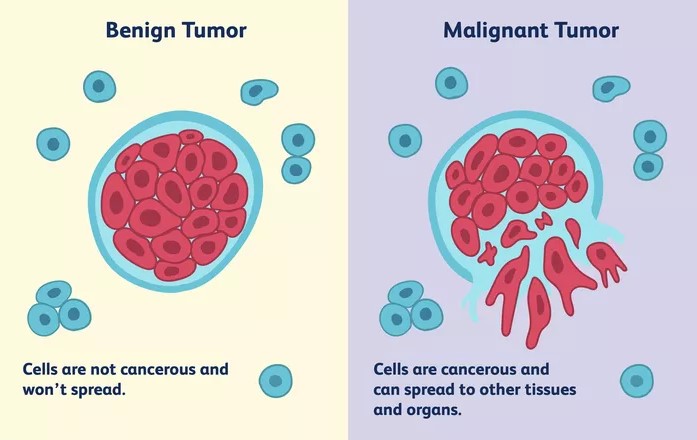 Benign Tumor
Cells are not cancerous and
won't spread.
Malignant Tumor
Cells are cancerous and
can spread to other tissues
and organs.